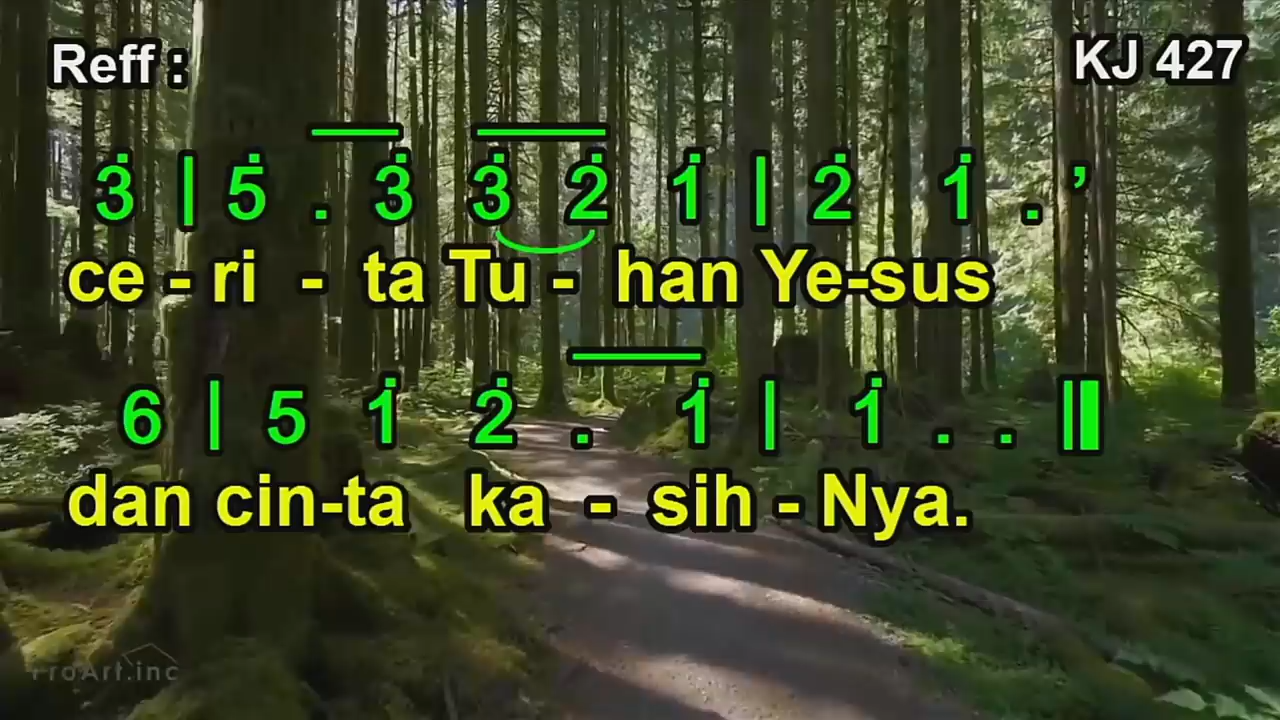 Reff :
KJ 427
3̇ | 5̇ . 3̇ 3̇ 2̇ 1̇ | 2̇ 1̇ . ’
ce - ri - ta Tu - han Ye-sus
6 | 5 1̇ 2̇ . 1̇ | 1̇ . . ||
dan cin-ta ka - sih - Nya.
ProArt.inc